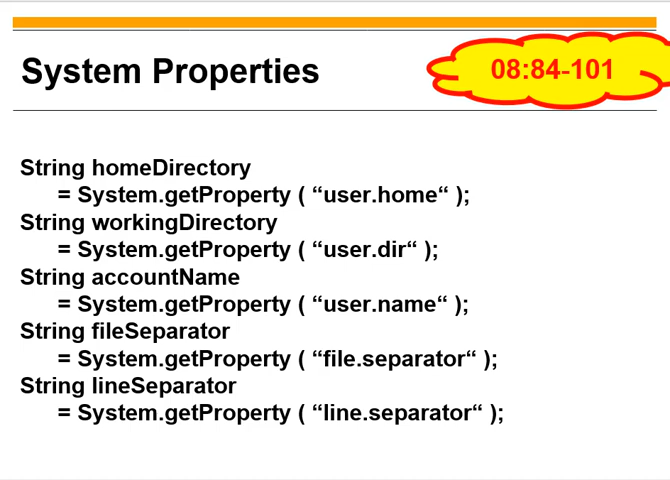 System Properties
08:84-101
String homeDirectory
= System.getProperty ( “user.home“ );
String workingDirectory
= System.getProperty ( “user.dir“ );
String accountName
= System.getProperty ( “user.name“ );
String fileSeparator
= System.getProperty ( “file.separator“ );
String lineSeparator
= System.getProperty ( “line.separator“ );